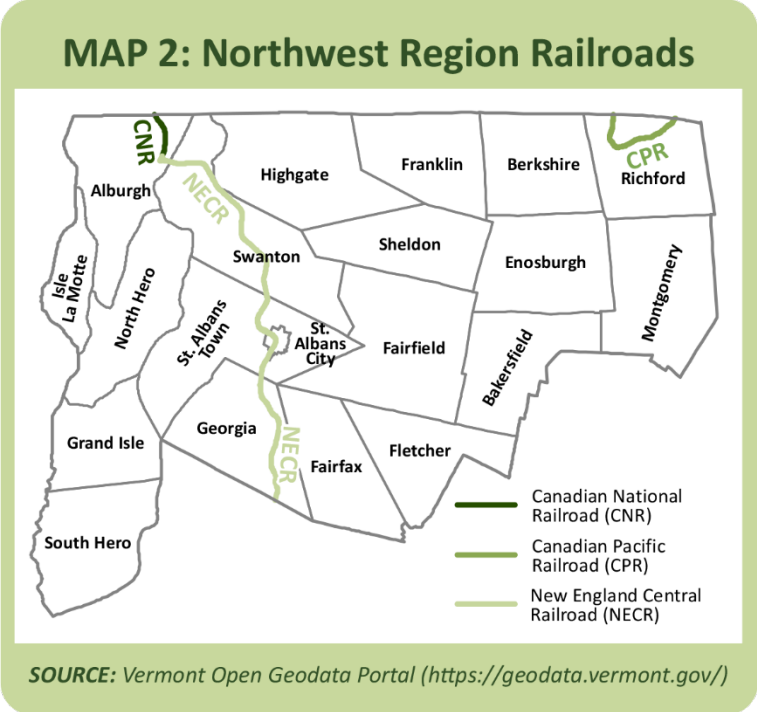 MAP 2: Northwest Region Railroads
CNR
CPR
Alburgh
NECR
Highgate
Franklin
Berkshire
Richford
Isle
La Motte
North Hero
Swanton
Sheldon
Enosburgh
Montgomery
St. Albans
Town
St.
Albans
City
Fairfield
Bakersfield
Grand Isle
Georgia
NECR
Fairfax
Fletcher
South Hero
Canadian National
Railroad (CNR)
Canadian Pacific
Railroad (CPR)
New England Central
Railroad (NECR)
SOURCE: Vermont Open Geodata Portal (https://geodata.vermont.gov/)